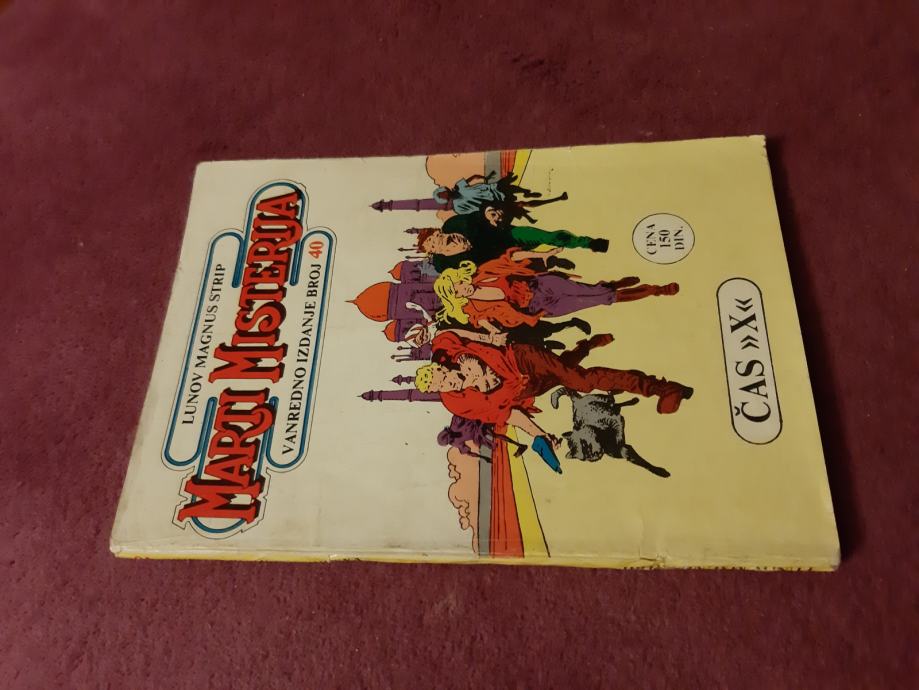 LUNOV MAGNUS STRIP
MARTI MISTERIJA
VANREDNO IZDANJE BROJ 40
CENA
150
DIN.
ČAS »X«